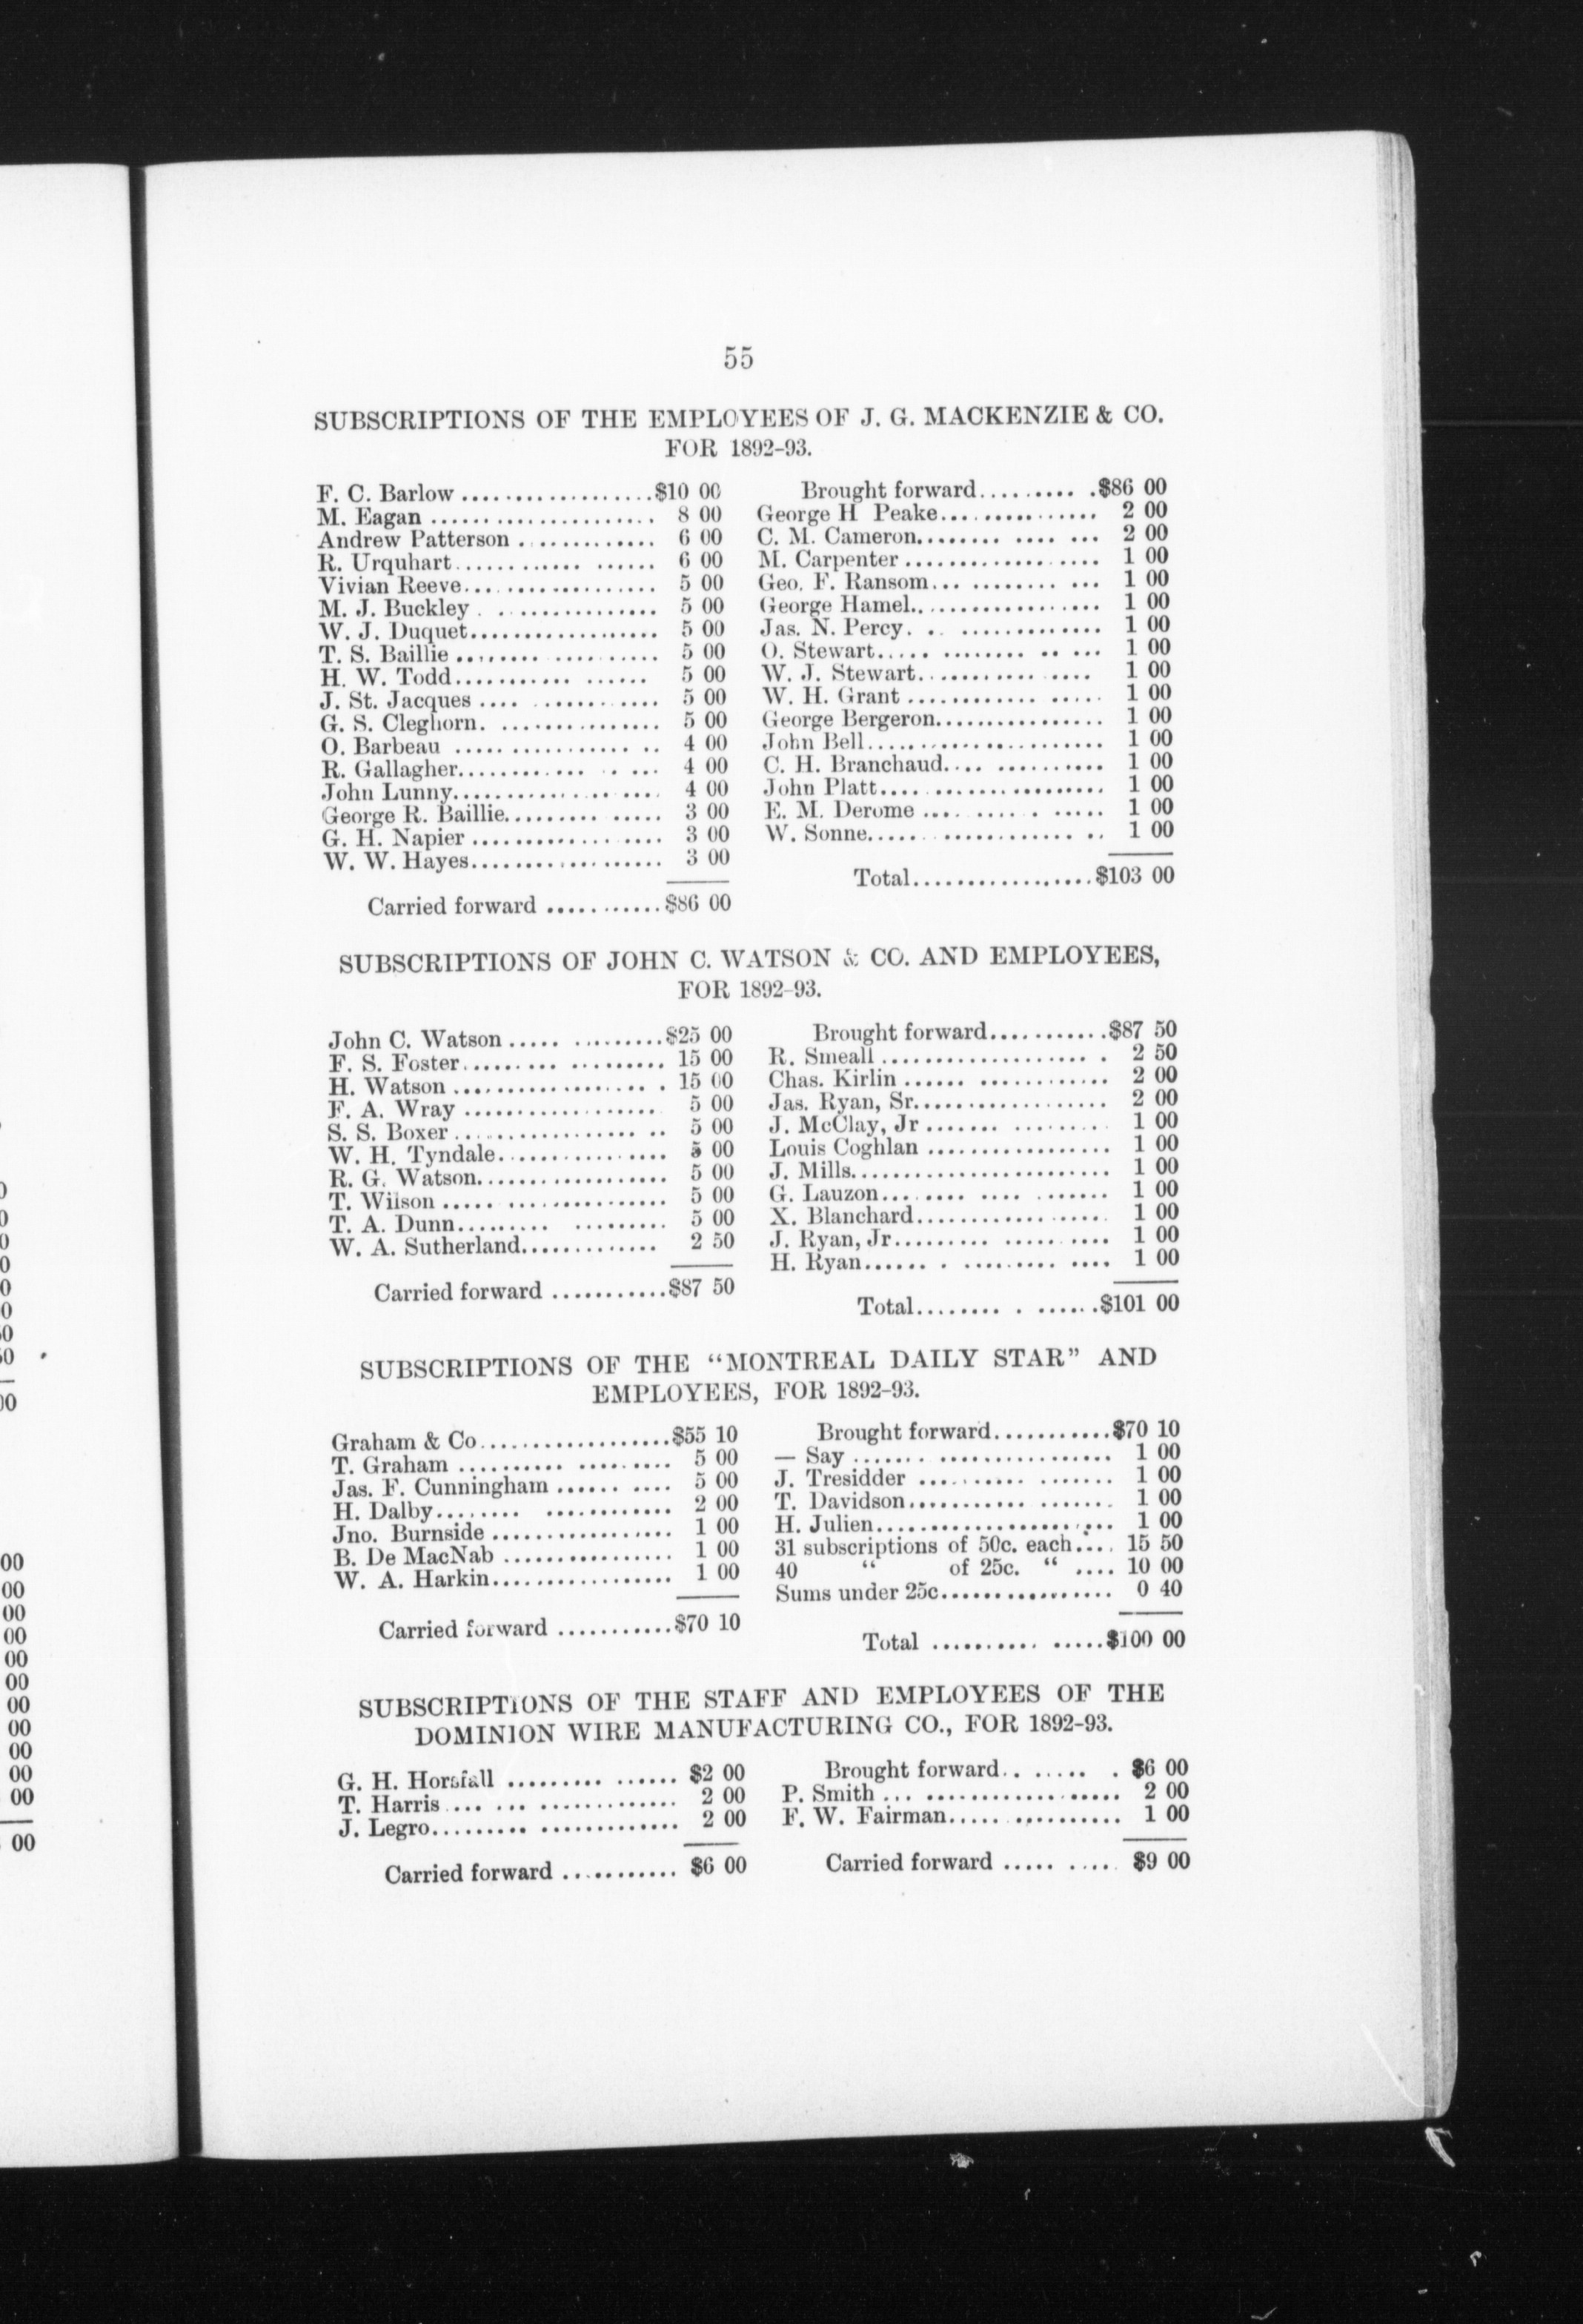 55
SUBSCRIPTIONS OF THE EMPLOYEES OF J. G. MACKENZIE & CO.
FOR 1892-93.
F. C. Barlow ................... $10 00
M. Eagan ...................... 8 00
Andrew Patterson ............. 6 00
R. Urquhart .................. 6 00
Vivian Reeve .................. 5 00
M. J. Buckley ................ 5 00
W. J. Duquet .................. 5 00
T. S. Baillie .................. 5 00
H. W. Todd .................. 5 00
J. St. Jacques ................ 5 00
G. S. Cleghorn ................ 5 00
O. Barbeau .................. 4 00
R. Gallagher .................. 4 00
John Lunny .................. 4 00
George R. Baillie .............. 3 00
G. H. Napier .................. 3 00
W. W. Hayes .................. 3 00
Carried forward ........... $86 00
Brought forward ........... $86 00
George H Peake ............... 2 00
C. M. Cameron ............... 2 00
M. Carpenter .................. 1 00
Geo. F. Ransom ............... 1 00
George Hamel .................. 1 00
Jas. N. Percy .................. 1 00
O. Stewart .................. 1 00
W. J. Stewart ................ 1 00
W. H. Grant .................. 1 00
George Bergeron ................ 1 00
John Bell ...................... 1 00
C. H. Branchaud ............... 1 00
John Platt ..................... 1 00
E. M. Derome ................ 1 00
W. Sonne ..................... 1 00
Total .................. $103 00
SUBSCRIPTIONS OF JOHN C. WATSON & CO. AND EMPLOYEES,
FOR 1892-93.
John C. Watson .............. $25 00
F. S. Foster .................. 15 00
H. Watson .................. 15 00
F. A. Wray .................. 5 00
S. S. Boxer .................. 5 00
W. H. Tyndale ................ 5 00
R. G. Watson .................. 5 00
T. Wilson .................. 5 00
T. A. Dunn .................. 5 00
W. A. Sutherland ............. 2 50
Carried forward ........... $87 50
Brought forward ........... $87 50
R. Smeall .................... 2 50
Chas. Kirlin .................. 2 00
Jas. Ryan, Sr .................. 2 00
J. McClay, Jr ................ 1 00
Louis Coghlan ................. 1 00
J. Mills ........................ 1 00
G. Lauzon .................. 1 00
X. Blanchard .................. 1 00
J. Ryan, Jr .................. 1 00
H. Ryan .................. 1 00
Total ............... $101 00
SUBSCRIPTIONS OF THE “MONTREAL DAILY STAR” AND
EMPLOYEES, FOR 1892-93.
Graham & Co ................... $55 10
T. Graham .................. 5 00
Jas. F. Cunningham .......... 5 00
H. Dalby .................. 2 00
Jno. Burnside ................. 1 00
B. De MacNab ................ 1 00
W. A. Harkin .................. 1 00
Carried forward ........... $70 10
Brought forward ........... $70 10
— Say ....................... 1 00
J. Tresidder .................. 1 00
T. Davidson .................. 1 00
H. Julien ...................... 1 00
31 subscriptions of 50c. each .... 15 50
40 “ of 25c. “ .... 10 00
Sums under 25c ................ 0 40
Total ............... $100 00
SUBSCRIPTIONS OF THE STAFF AND EMPLOYEES OF THE
DOMINION WIRE MANUFACTURING CO., FOR 1892-93.
G. H. Horsfall ............... $2 00
T. Harris .................. 2 00
J. Legro .................. 2 00
Carried forward ........... $6 00
Brought forward ......... $6 00
P. Smith .................. 2 00
F. W. Fairman ............... 1 00
Carried forward .......... $9 00